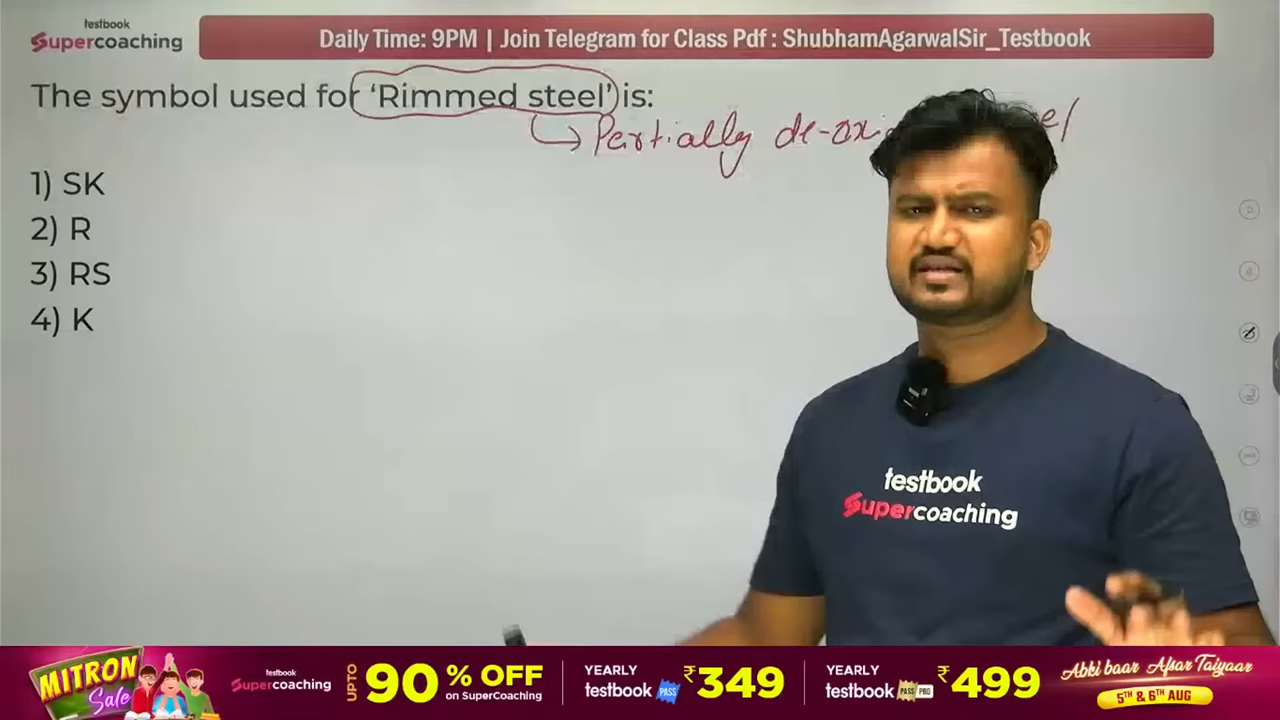 testbook
Supercoaching
Daily Time: 9PM | Join Telegram for Class Pdf : ShubhamAgarwalSir_Testbook
The symbol used for ‘Rimmed steel’ is:
Partially de-oxi
1) SK
2) R
3) RS
4) K
testbook
Supercoaching
MITRON
Sale
testbook
Supercoaching
UPTO 90 % OFF
on SuperCoaching
YEARLY
testbook PASS
₹349
YEARLY
testbook PASS PRO
₹499
Abki baar Afsar Taiyaar
5TH & 6TH AUG